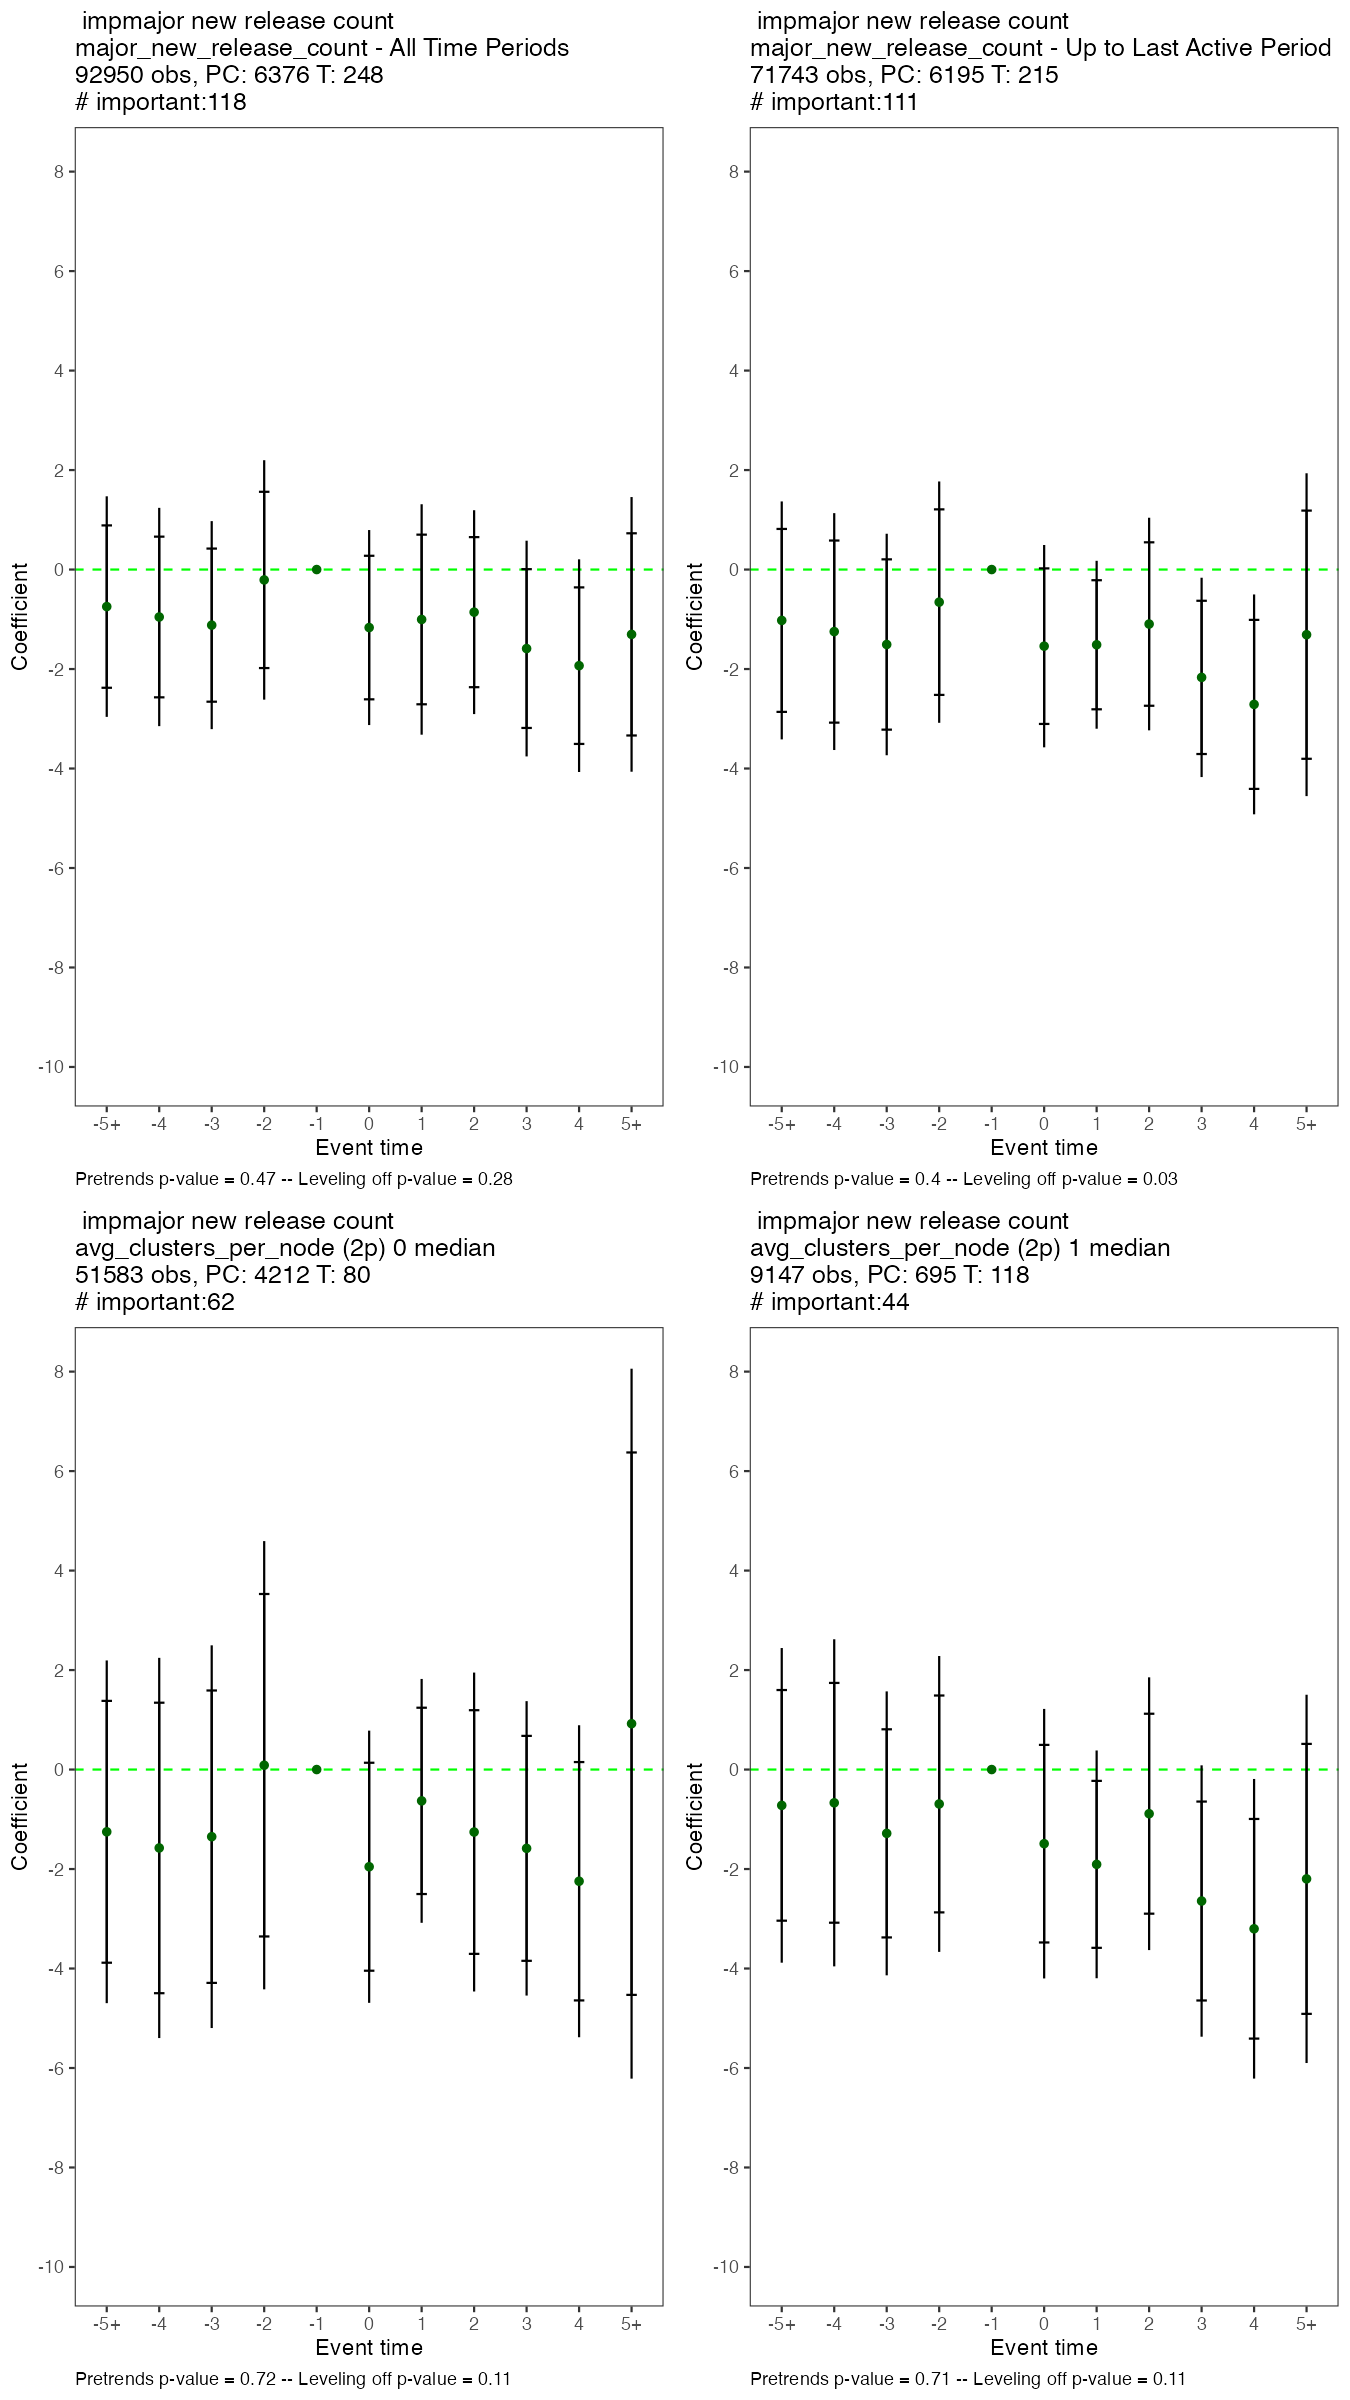 impmajor new release count
major_new_release_count - All Time Periods
92950 obs, PC: 6376 T: 248
# important:118
8
6
4
2
0
-2
-4
-6
-8
-10
Coefficient
-5+ -4 -3 -2 -1 0 1 2 3 4 5+
Event time
Pretrends p-value = 0.47 -- Leveling off p-value = 0.28
impmajor new release count
major_new_release_count - Up to Last Active Period
71743 obs, PC: 6195 T: 215
# important:111
8
6
4
2
0
-2
-4
-6
-8
-10
Coefficient
-5+ -4 -3 -2 -1 0 1 2 3 4 5+
Event time
Pretrends p-value = 0.4 -- Leveling off p-value = 0.03
impmajor new release count
avg_clusters_per_node (2p) 0 median
51583 obs, PC: 4212 T: 80
# important:62
8
6
4
2
0
-2
-4
-6
-8
-10
Coefficient
-5+ -4 -3 -2 -1 0 1 2 3 4 5+
Event time
Pretrends p-value = 0.72 -- Leveling off p-value = 0.11
impmajor new release count
avg_clusters_per_node (2p) 1 median
9147 obs, PC: 695 T: 118
# important:44
8
6
4
2
0
-2
-4
-6
-8
-10
Coefficient
-5+ -4 -3 -2 -1 0 1 2 3 4 5+
Event time
Pretrends p-value = 0.71 -- Leveling off p-value = 0.11